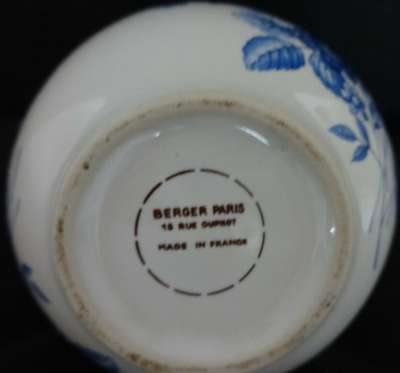 BERGER PARIS
18 RUE DUPHOT
MADE IN FRANCE